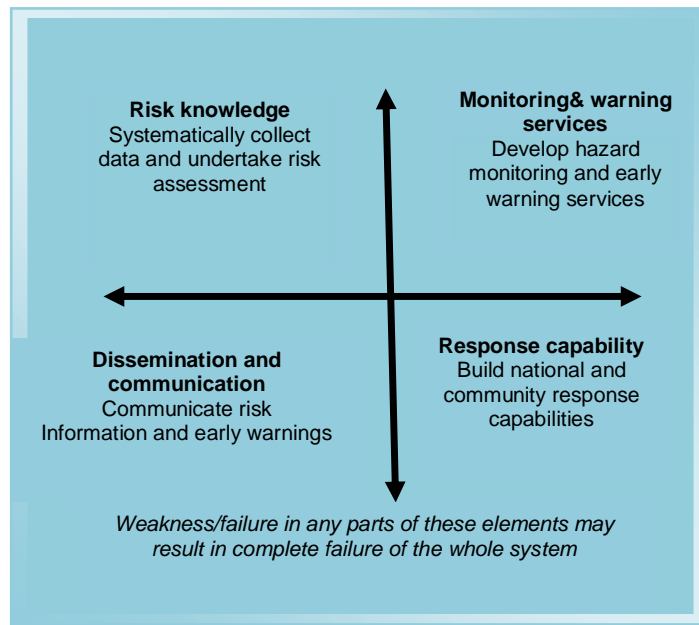 Risk knowledge
Systematically collect
data and undertake risk
assessment
Monitoring& warning
services
Develop hazard
monitoring and early
warning services
Dissemination and
communication
Communicate risk
Information and early warnings
Response capability
Build national and
community response
capabilities
Weakness/failure in any parts of these elements may
result in complete failure of the whole system